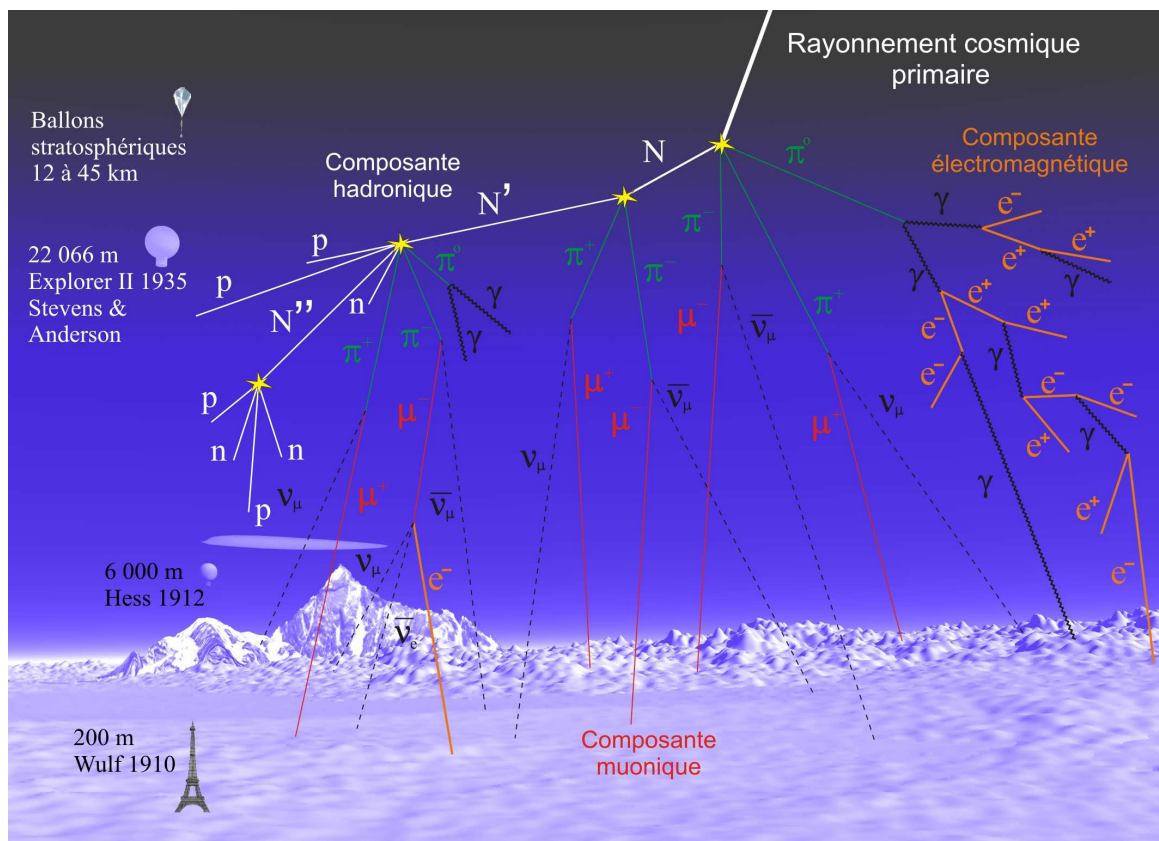 Rayonnement cosmique
primaire
Ballons
stratosphériques
12 à 45 km
Composante
hadronique
Composante
électromagnétique
N
π°
γ
e⁻
N'
π⁻
e⁺
e⁺
p
π⁺
π°
π⁻
γ
γ
22 066 m
Explorer II 1935
Stevens &
Anderson
p
N''
n
γ
γ
π⁺
e⁺
e⁺
π⁺
π⁻
μ⁻
ν̅μ
e⁻
γ
e⁻
μ⁺
ν̅μ
e⁻
e⁻
p
μ⁻
μ⁻
μ⁺
νμ
e⁺
γ
n
n
νμ
νμ
γ
μ⁺
p
ν̅μ
e⁺
6 000 m
Hess 1912
νμ
e⁻
e⁻
ν̅e
200 m
Wulf 1910
Composante
muonique